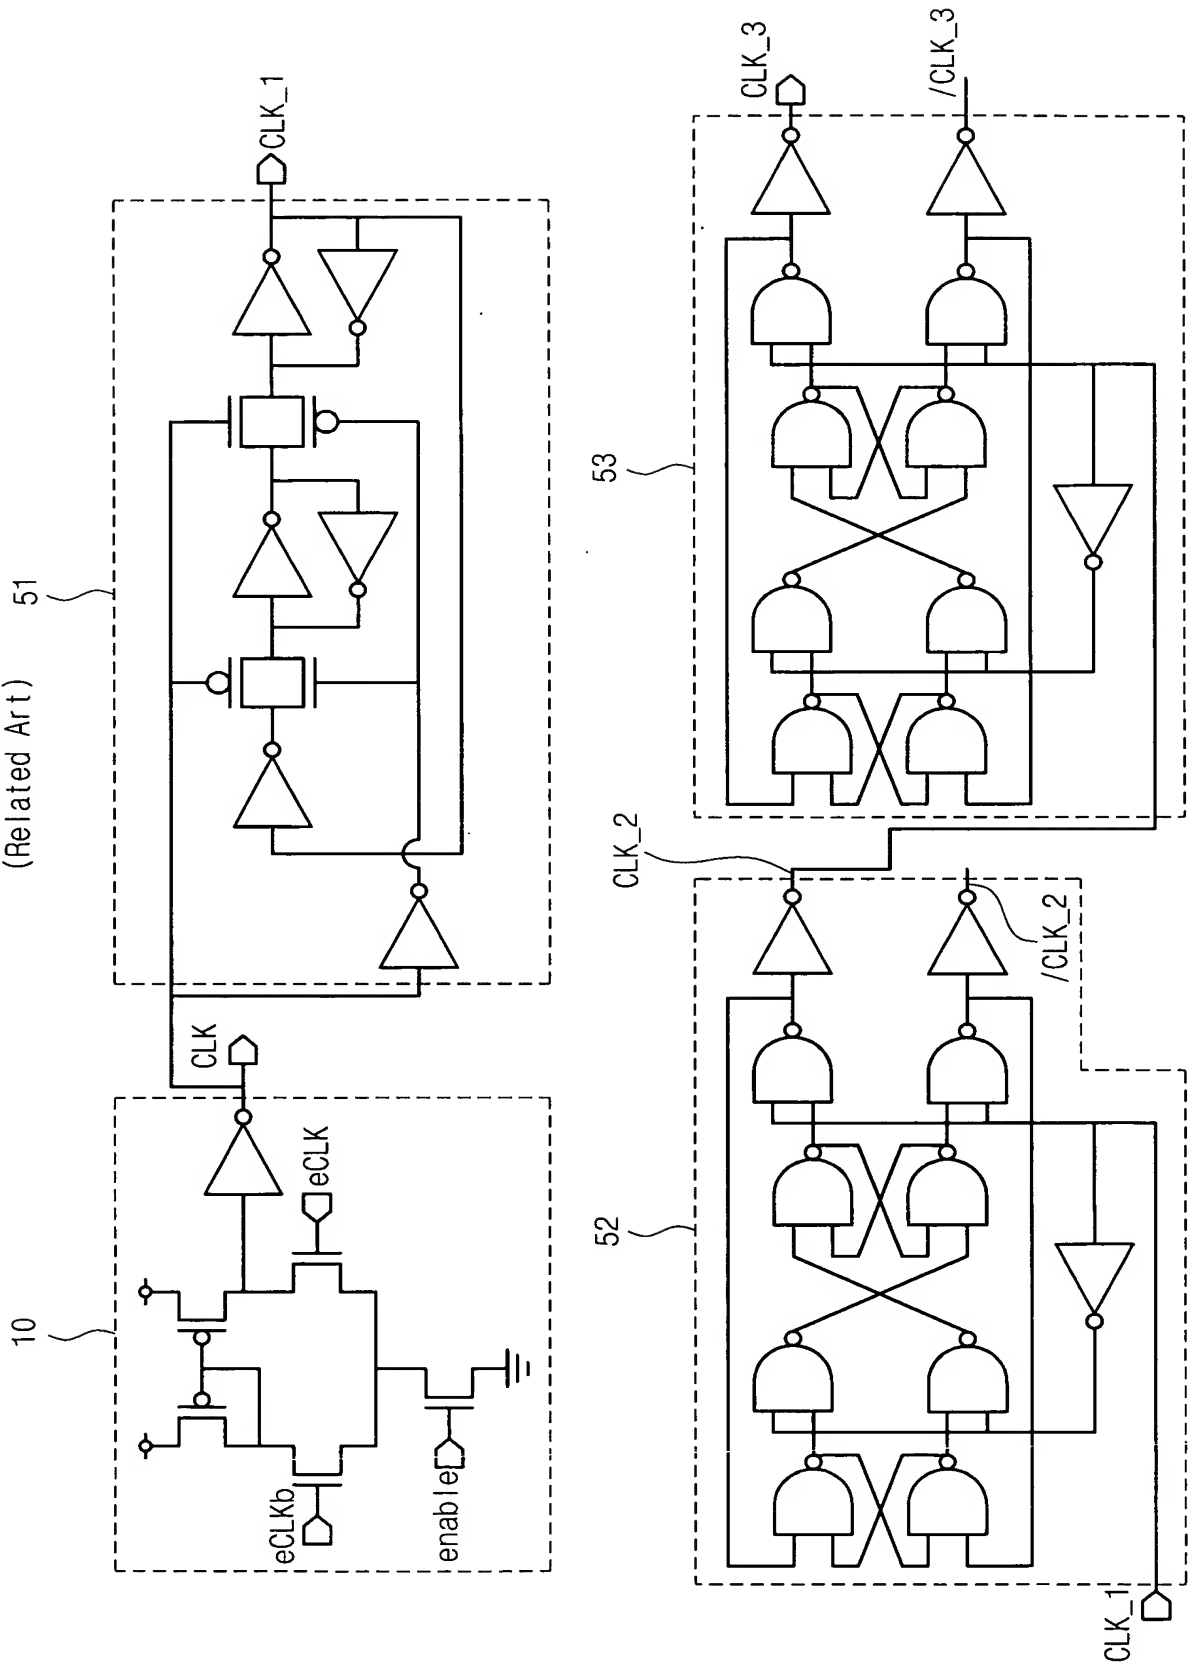 (Related Art)
10
eCLKb
enable
eCLK
CLK
51
CLK_1
52
CLK_1
CLK_2
/CLK_2
53
CLK_3
/CLK_3